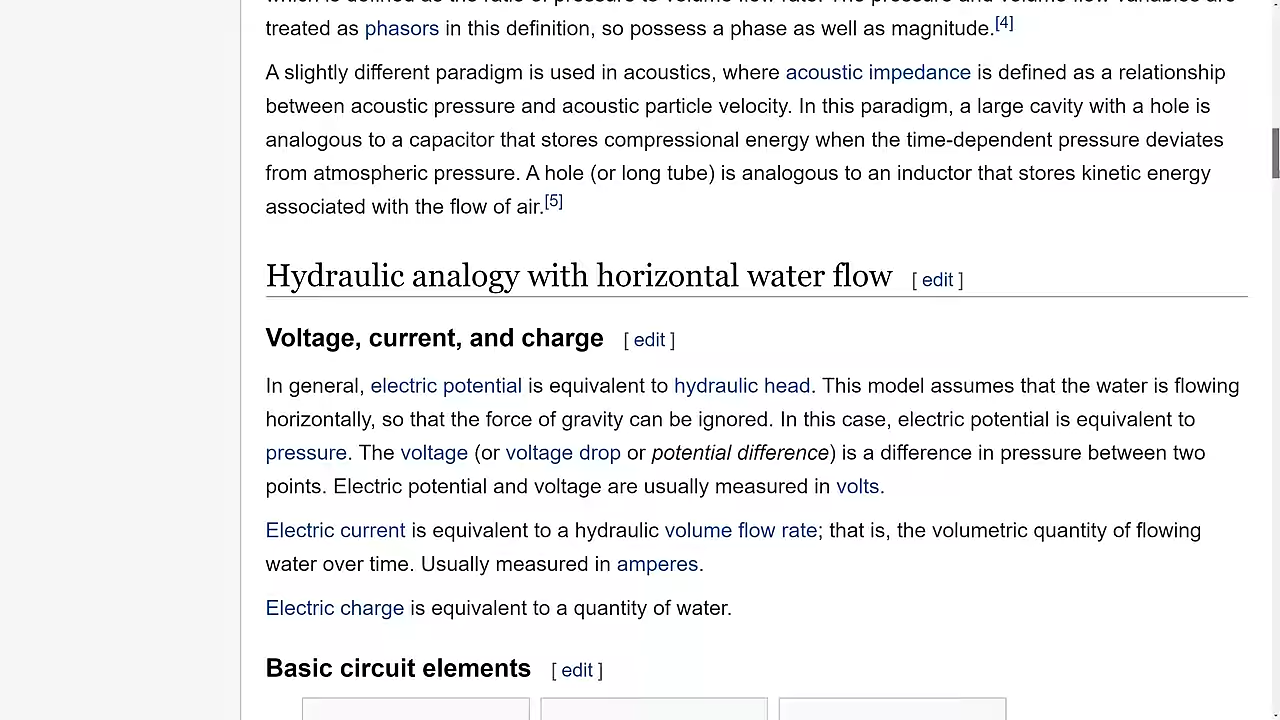 treated as phasors in this definition, so possess a phase as well as magnitude.[4]
A slightly different paradigm is used in acoustics, where acoustic impedance is defined as a relationship
between acoustic pressure and acoustic particle velocity. In this paradigm, a large cavity with a hole is
analogous to a capacitor that stores compressional energy when the time-dependent pressure deviates
from atmospheric pressure. A hole (or long tube) is analogous to an inductor that stores kinetic energy
associated with the flow of air.[5]
Hydraulic analogy with horizontal water flow [ edit ]
Voltage, current, and charge [ edit ]
In general, electric potential is equivalent to hydraulic head. This model assumes that the water is flowing
horizontally, so that the force of gravity can be ignored. In this case, electric potential is equivalent to
pressure. The voltage (or voltage drop or potential difference) is a difference in pressure between two
points. Electric potential and voltage are usually measured in volts.
Electric current is equivalent to a hydraulic volume flow rate; that is, the volumetric quantity of flowing
water over time. Usually measured in amperes.
Electric charge is equivalent to a quantity of water.
Basic circuit elements [ edit ]